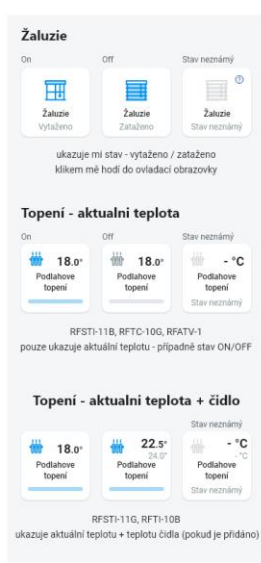 Žaluzie
On Off Stav neznámý
Žaluzie Žaluzie Žaluzie
Vytaženo Zataženo Stav neznámý
ukazuje mi stav - vytaženo / zataženo
klikem mě hodí do ovladací obrazovky
Topení - aktualni teplota
On Off Stav neznámý
18.0° 18.0° - °C
Podlahove Podlahove Podlahove
topení topení topení
Stav neznámý
RFSTI-11B, RFTC-10G, RFATV-1
pouze ukazuje aktuální teplotu - případně stav ON/OFF
Topení - aktualni teplota + čidlo
Stav neznámý
18.0° 22.5° - °C
24.0° - °C
Podlahove Podlahove Podlahove
topení topení topení
Stav neznámý
RFSTI-11G, RFTI-10B
ukazuje aktuální teplotu + teplotu čidla (pokud je přidáno)